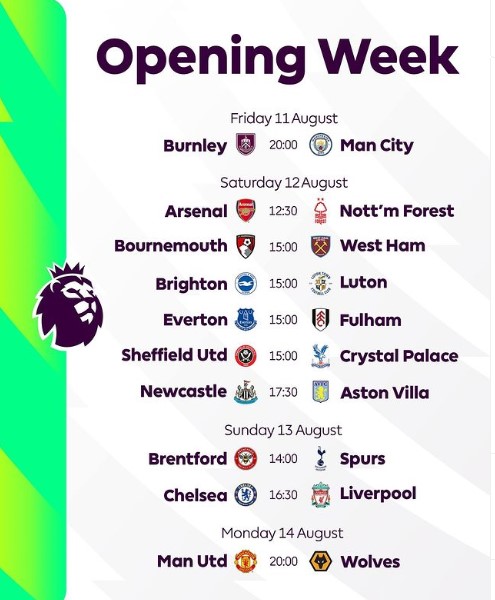 Opening Week
Friday 11 August
Burnley 20:00 Man City
Saturday 12 August
Arsenal 12:30 Nott'm Forest
Bournemouth 15:00 West Ham
Brighton 15:00 Luton
Everton 15:00 Fulham
Sheffield Utd 15:00 Crystal Palace
Newcastle 17:30 Aston Villa
Sunday 13 August
Brentford 14:00 Spurs
Chelsea 16:30 Liverpool
Monday 14 August
Man Utd 20:00 Wolves